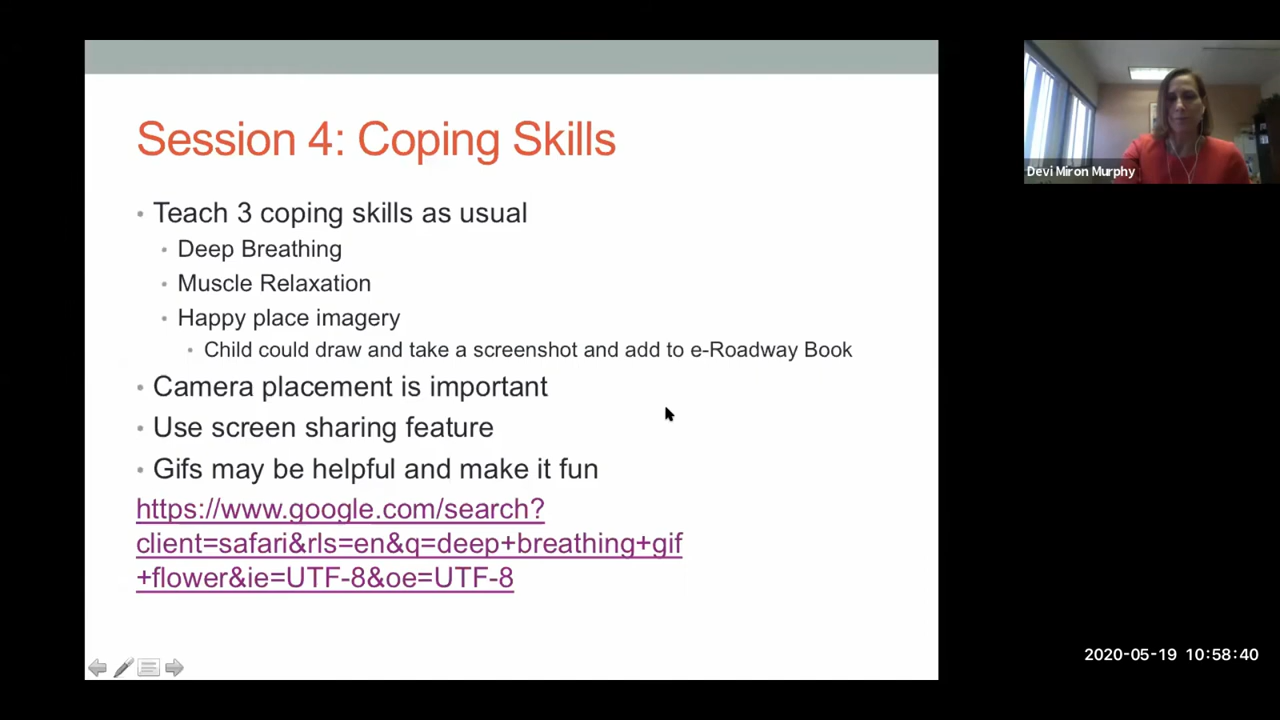 Session 4: Coping Skills
• Teach 3 coping skills as usual
• Deep Breathing
• Muscle Relaxation
• Happy place imagery
• Child could draw and take a screenshot and add to e-Roadway Book
• Camera placement is important
• Use screen sharing feature
• Gifs may be helpful and make it fun
https://www.google.com/search?
client=safari&rls=en&q=deep+breathing+gif
+flower&ie=UTF-8&oe=UTF-8
Devi Miron Murphy
2020-05-19 10:58:40